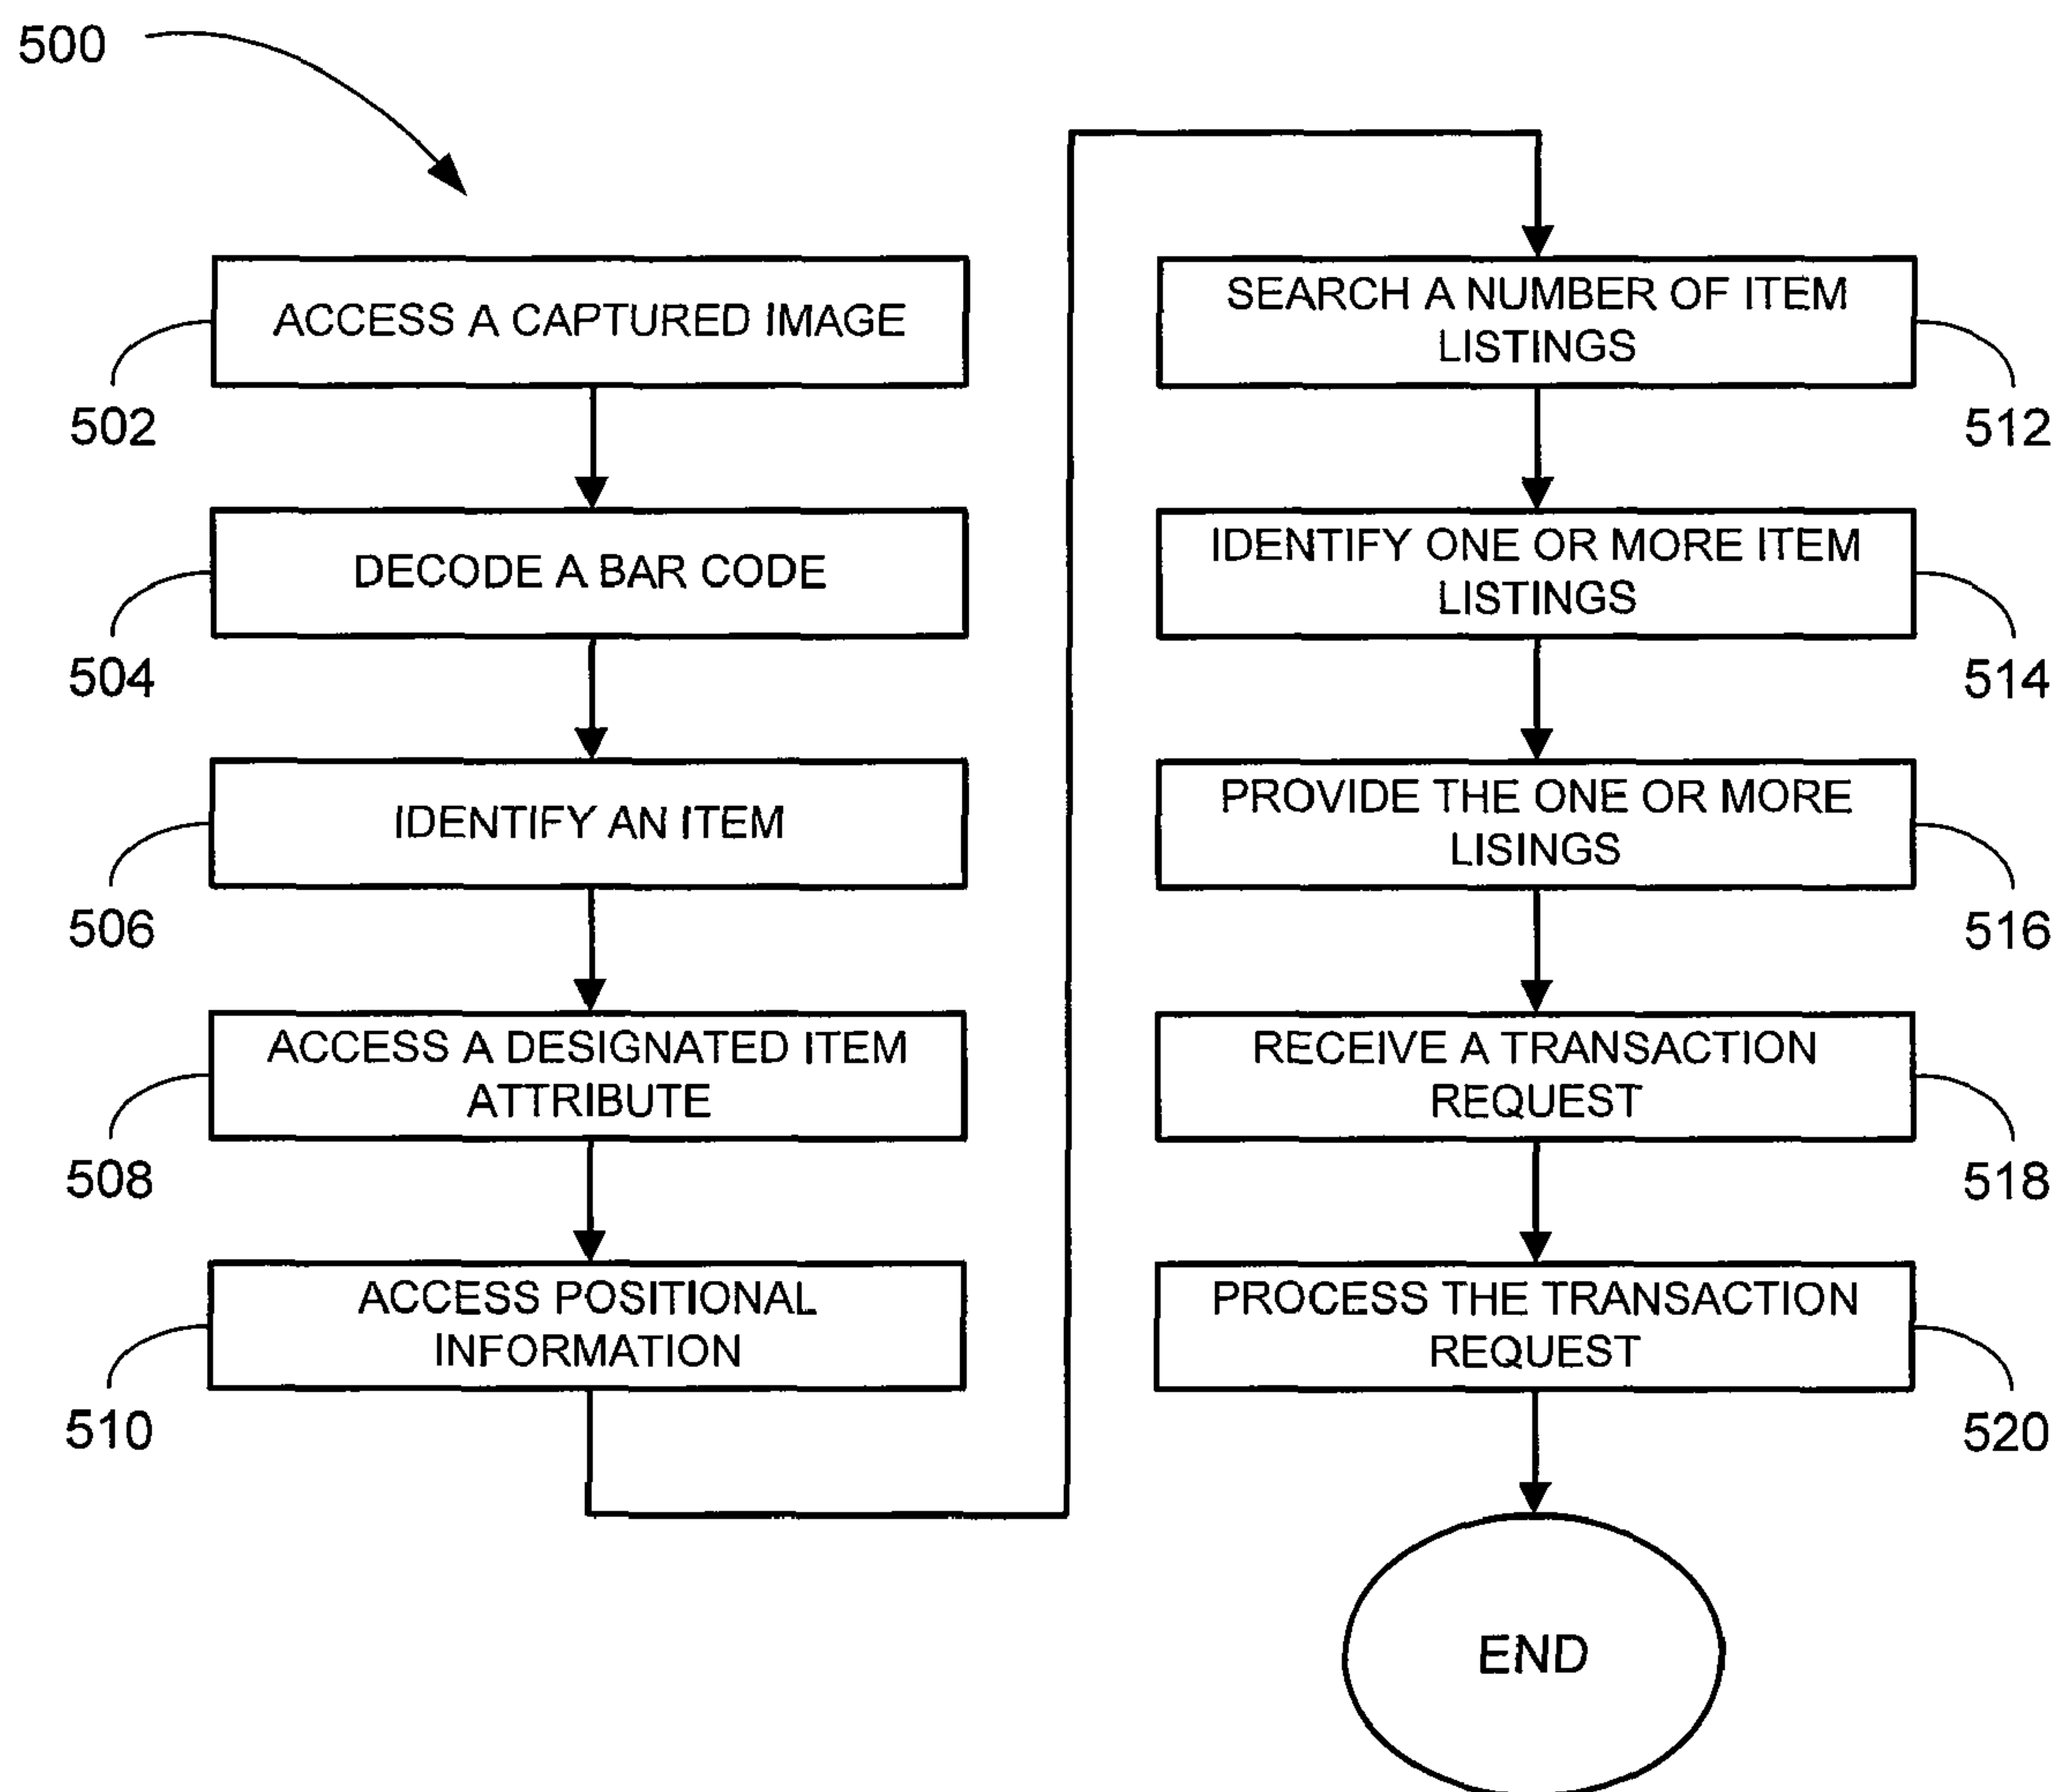 500
ACCESS A CAPTURED IMAGE
502
DECODE A BAR CODE
504
IDENTIFY AN ITEM
506
ACCESS A DESIGNATED ITEM
ATTRIBUTE
508
ACCESS POSITIONAL
INFORMATION
510
SEARCH A NUMBER OF ITEM
LISTINGS
512
IDENTIFY ONE OR MORE ITEM
LISTINGS
514
PROVIDE THE ONE OR MORE
LISINGS
516
RECEIVE A TRANSACTION
REQUEST
518
PROCESS THE TRANSACTION
REQUEST
520
END